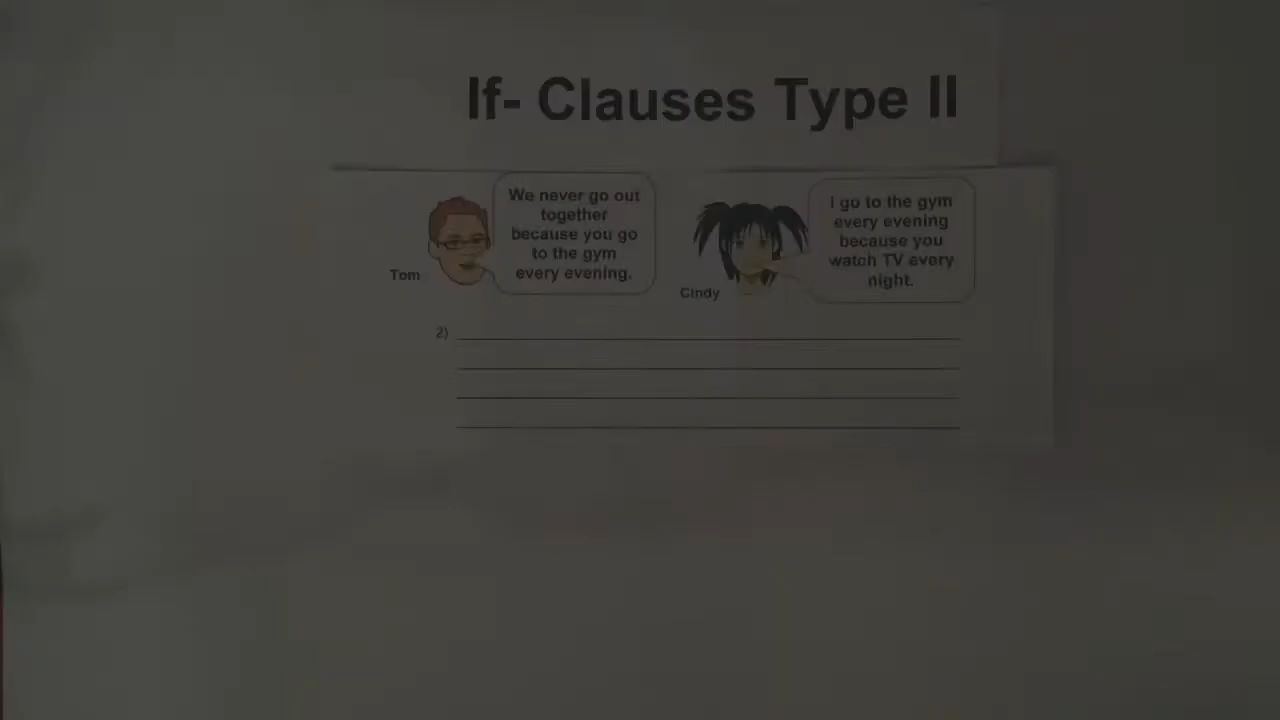 If- Clauses Type II
We never go out
together
because you go
to the gym
every evening.
Tom
I go to the gym
every evening
because you
watch TV every
night.
Cindy
2)